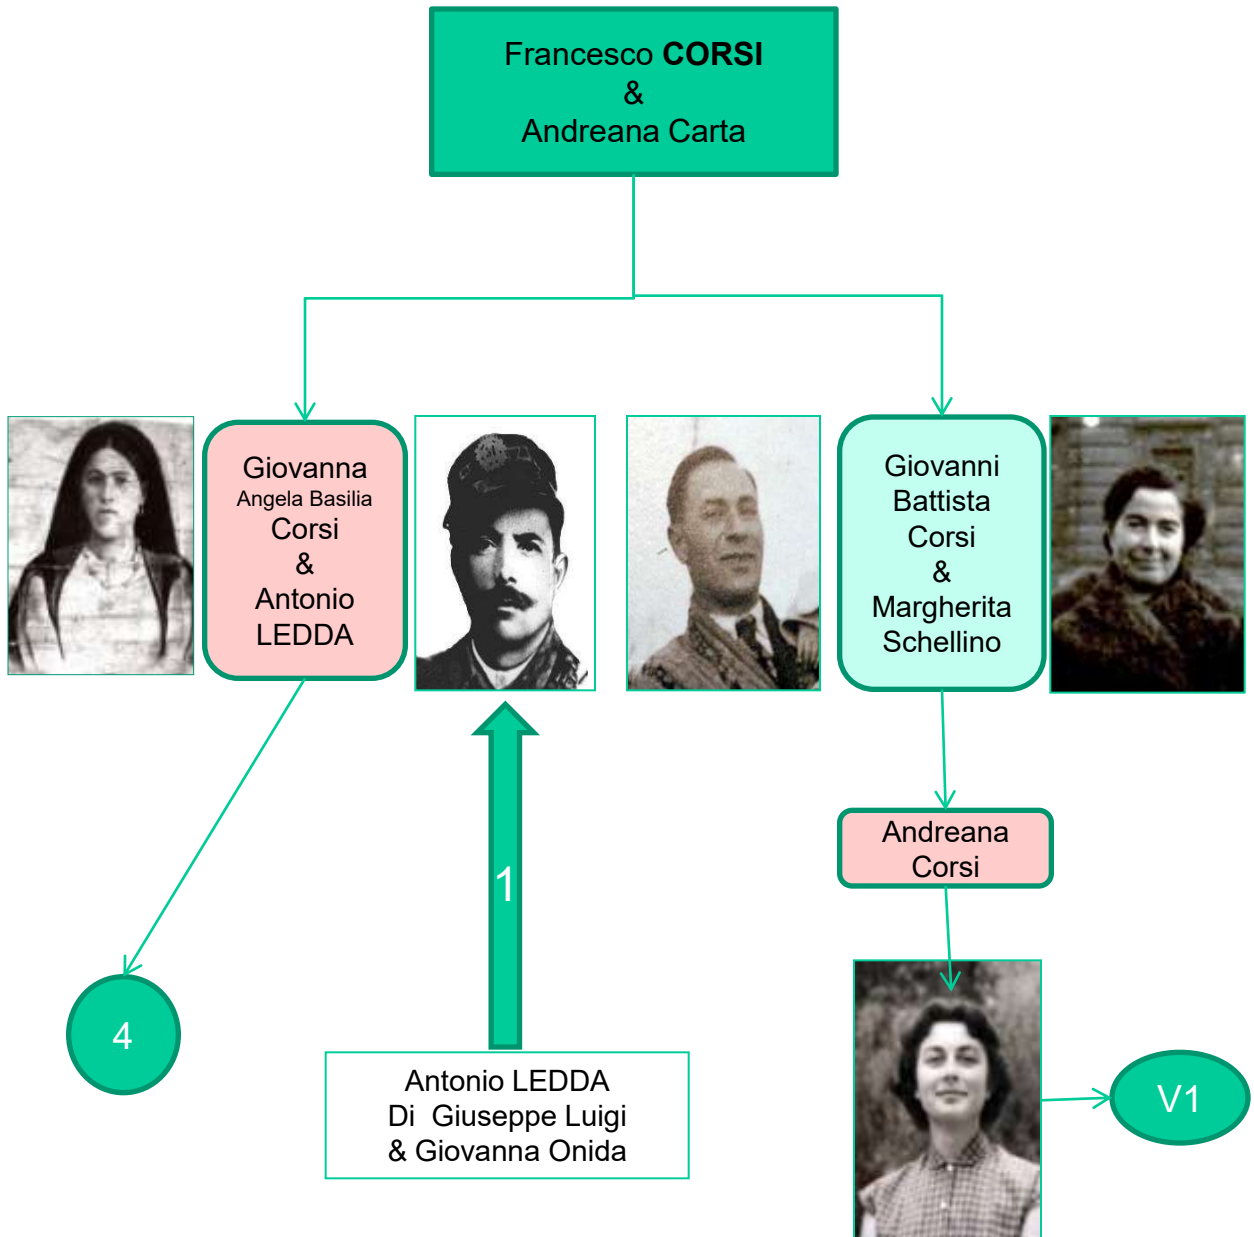 Francesco CORSI
&
Andreana Carta
Giovanna
Angela Basilia
Corsi
&
Antonio
LEDDA
Giovanni
Battista
Corsi
&
Margherita
Schellino
Andreana
Corsi
1
4
Antonio LEDDA
Di  Giuseppe Luigi
& Giovanna Onida
V1